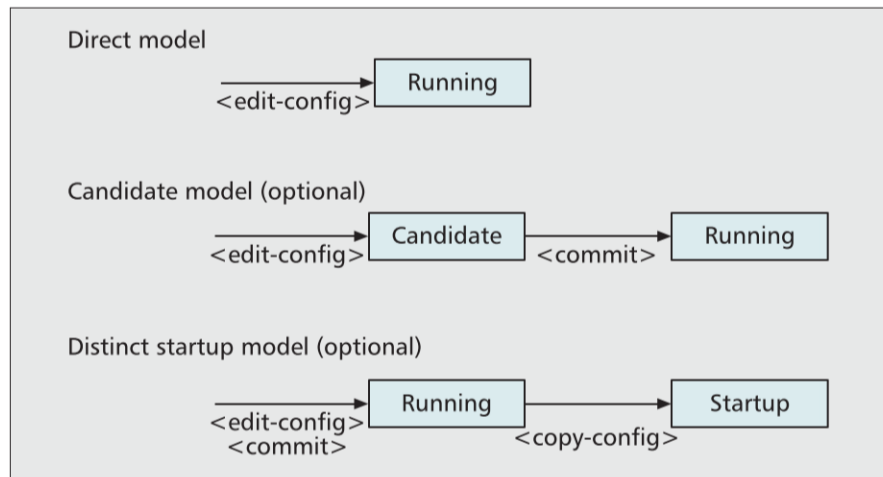 Direct model
Running
<edit-config>
Candidate model (optional)
Candidate
Running
<edit-config>
<commit>
Distinct startup model (optional)
Running
Startup
<edit-config>
<commit>
<copy-config>